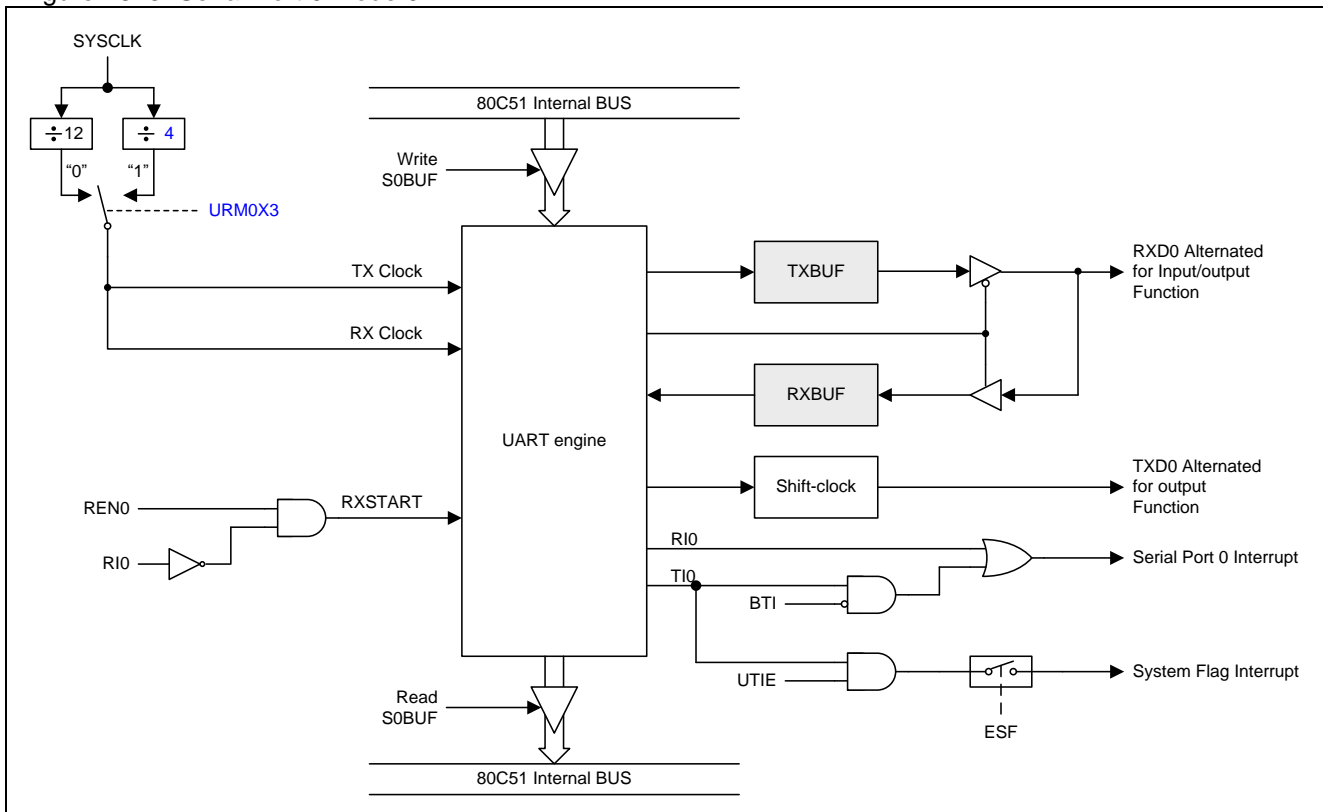 SYSCLK
÷12
÷ 4
"0"
"1"
URM0X3
80C51 Internal BUS
Write
S0BUF
TX Clock
RX Clock
UART engine
TXBUF
RXD0 Alternated
for Input/output
Function
RXBUF
Shift-clock
TXD0 Alternated
for output
Function
REN0
RI0
RXSTART
RI0
Serial Port 0 Interrupt
TI0
BTI
UTIE
System Flag Interrupt
ESF
Read
S0BUF
80C51 Internal BUS